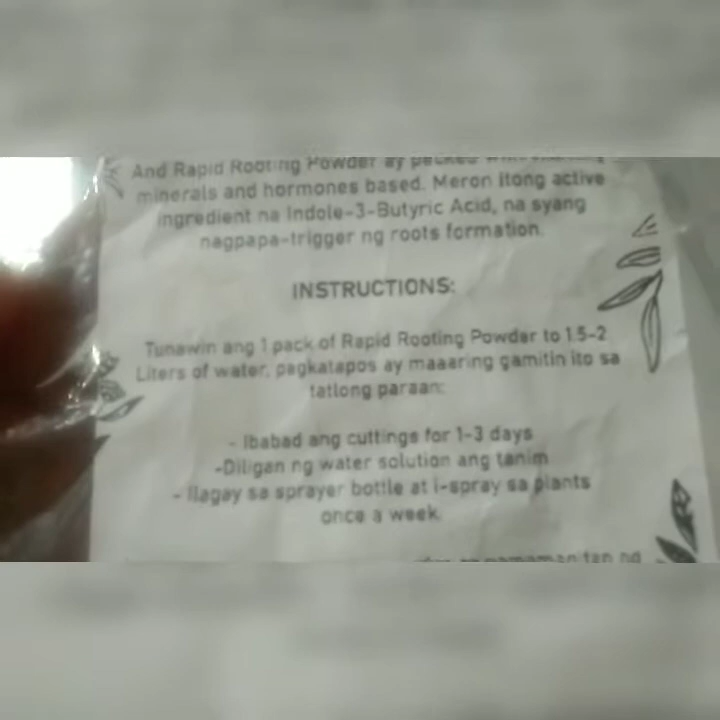 And Rapid Rooting Powder ay packed
minerals and hormones based. Meron itong active
ingredient na Indole-3-Butyric Acid, na syang
nagpapa-trigger ng roots formation.
INSTRUCTIONS:
Tunawin ang 1 pack of Rapid Rooting Powder to 1.5-2
Liters of water, pagkatapos ay maaaring gamitin ito sa
tatlong paraan:
- Ibabad ang cuttings for 1-3 days
-Diligan ng water solution ang tanim
- Ilagay sa sprayer bottle at i-spray sa plants
once a week.
ng